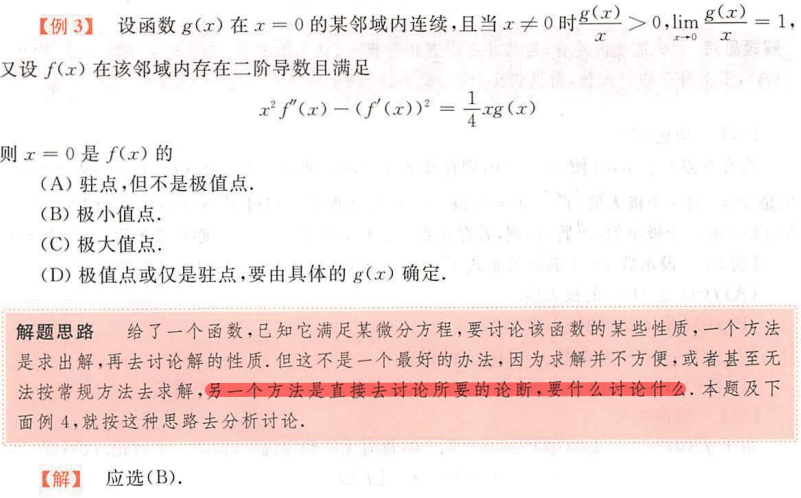 【例3】 设函数 g(x) 在 x = 0 的某邻域内连续,且当 x ≠ 0 时 g(x)/x > 0, lim_{x→0} g(x)/x = 1,
又设 f(x) 在该邻域内存在二阶导数且满足
x² f″(x) − (f′(x))² = 1/4 xg(x)
则 x = 0 是 f(x) 的
(A) 驻点,但不是极值点.
(B) 极小值点.
(C) 极大值点.
(D) 极值点或仅是驻点,要由具体的 g(x) 确定.
解题思路 给了一个函数,已知它满足某微分方程,要讨论该函数的某些性质,一个方法
是求出解,再去讨论解的性质.但这不是一个最好的办法,因为求解并不方便,或者甚至无
法按常规方法去求解,另一个方法是直接去讨论所要的论断,要什么讨论什么.本题及下
面例 4,就按这种思路去分析讨论.
【解】 应选(B).